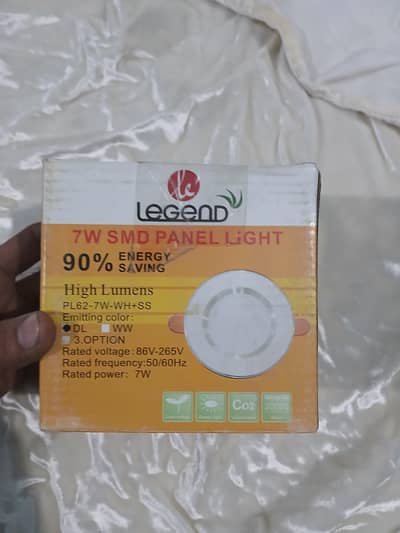 le
LEGEND
7W SMD PANEL LIGHT
90% ENERGY SAVING
High Lumens
PL62-7W-WH+SS
Emitting color:
DL WW
3.OPTION
Rated voltage: 86V-265V
Rated frequency:50/60Hz
Rated power: 7W
Co2